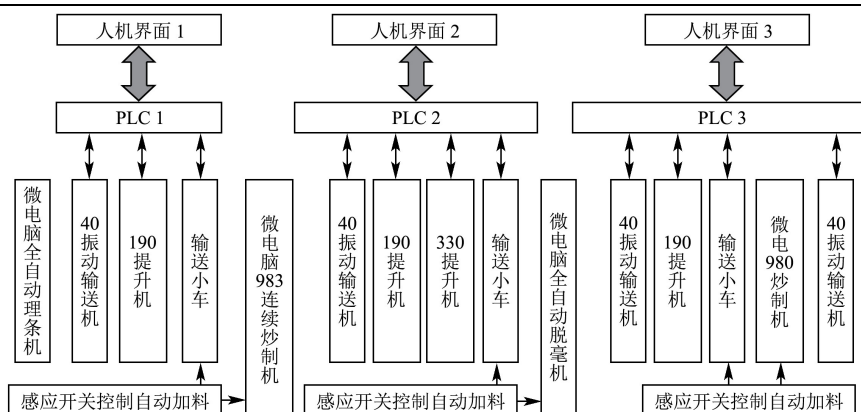 人机界面 1
人机界面 2
人机界面 3
PLC 1
PLC 2
PLC 3
微电脑全自动理条机
40振动输送机
190提升机
输送小车
微电脑983连续炒制机
40振动输送机
190提升机
330提升机
输送小车
微电脑全自动脱毫机
40振动输送机
190提升机
输送小车
微电980炒制机
40振动输送机
感应开关控制自动加料
感应开关控制自动加料
感应开关控制自动加料